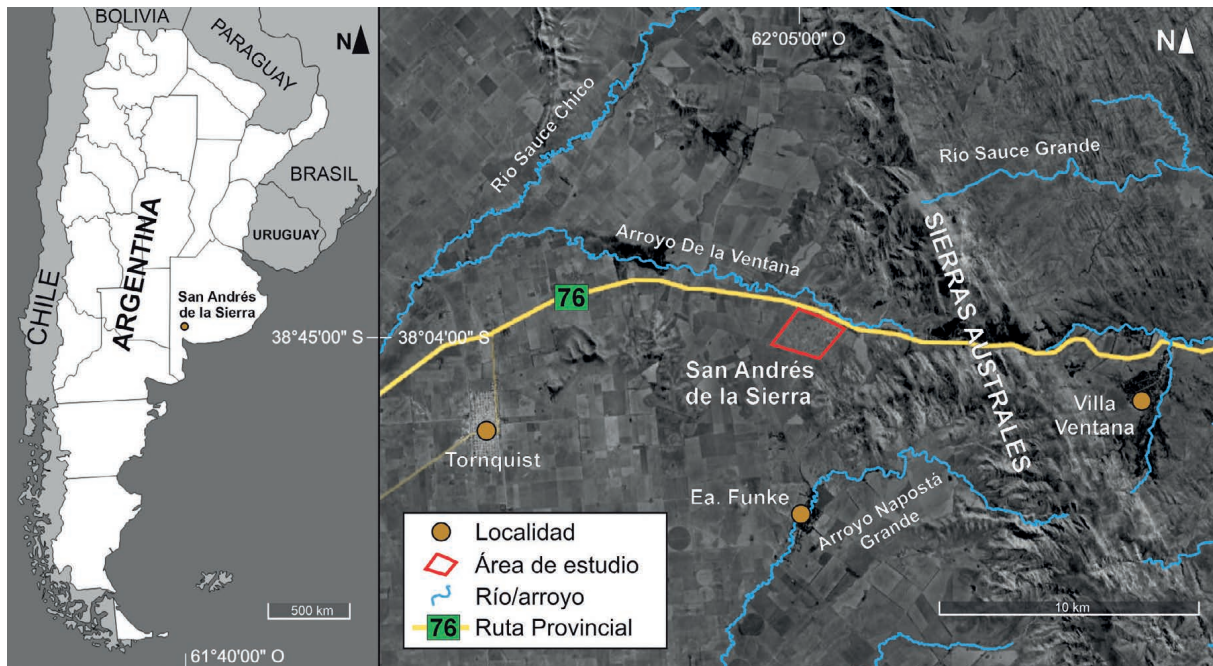 BOLIVIA
PARAGUAY
N
BRASIL
URUGUAY
CHILE
ARGENTINA
San Andrés
de la Sierra
38°45'00" S
500 km
61°40'00" O
62°05'00" O
N
Río Sauce Chico
Río Sauce Grande
Arroyo De la Ventana
SIERRAS AUSTRALES
76
38°04'00" S
San Andrés
de la Sierra
Villa
Ventana
Tornquist
Ea. Funke
Arroyo Napostá
Grande
Localidad
Área de estudio
Río/arroyo
76 Ruta Provincial
10 km